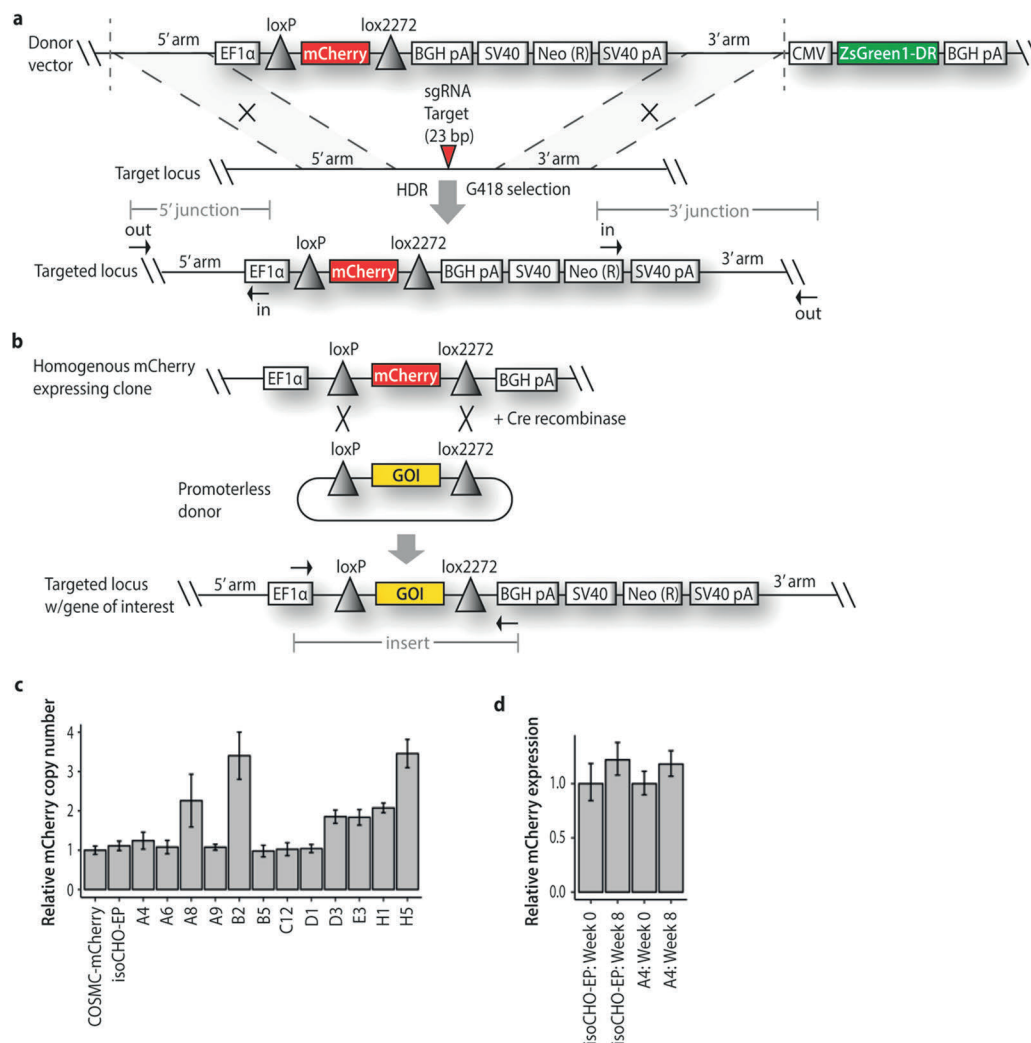 a
loxP lox2272
Donor vector
5’ arm EF1α mCherry BGH pA SV40 Neo (R) SV40 pA 3’ arm CMV ZsGreen1-DR BGH pA
sgRNA
Target
(23 bp)
5’ arm 3’ arm
Target locus
HDR G418 selection
5’ junction 3’ junction
out loxP lox2272 in
Targeted locus 5’ arm EF1α mCherry BGH pA SV40 Neo (R) SV40 pA 3’ arm
in out
b
loxP lox2272
Homogenous mCherry
expressing clone
EF1α mCherry BGH pA
+ Cre recombinase
loxP lox2272
GOI
Promoterless
donor
loxP lox2272
Targeted locus
w/gene of interest
5’ arm EF1α GOI BGH pA SV40 Neo (R) SV40 pA 3’ arm
insert
c
Relative mCherry copy number
4
3
2
1
0
COSMC-mCherry
isoCHO-EP
A4
A6
A8
A9
B2
B5
C12
D1
D3
E3
H1
H5
d
Relative mCherry expression
1.0
0.5
0.0
isoCHO-EP: Week 0
isoCHO-EP: Week 8
A4: Week 0
A4: Week 8